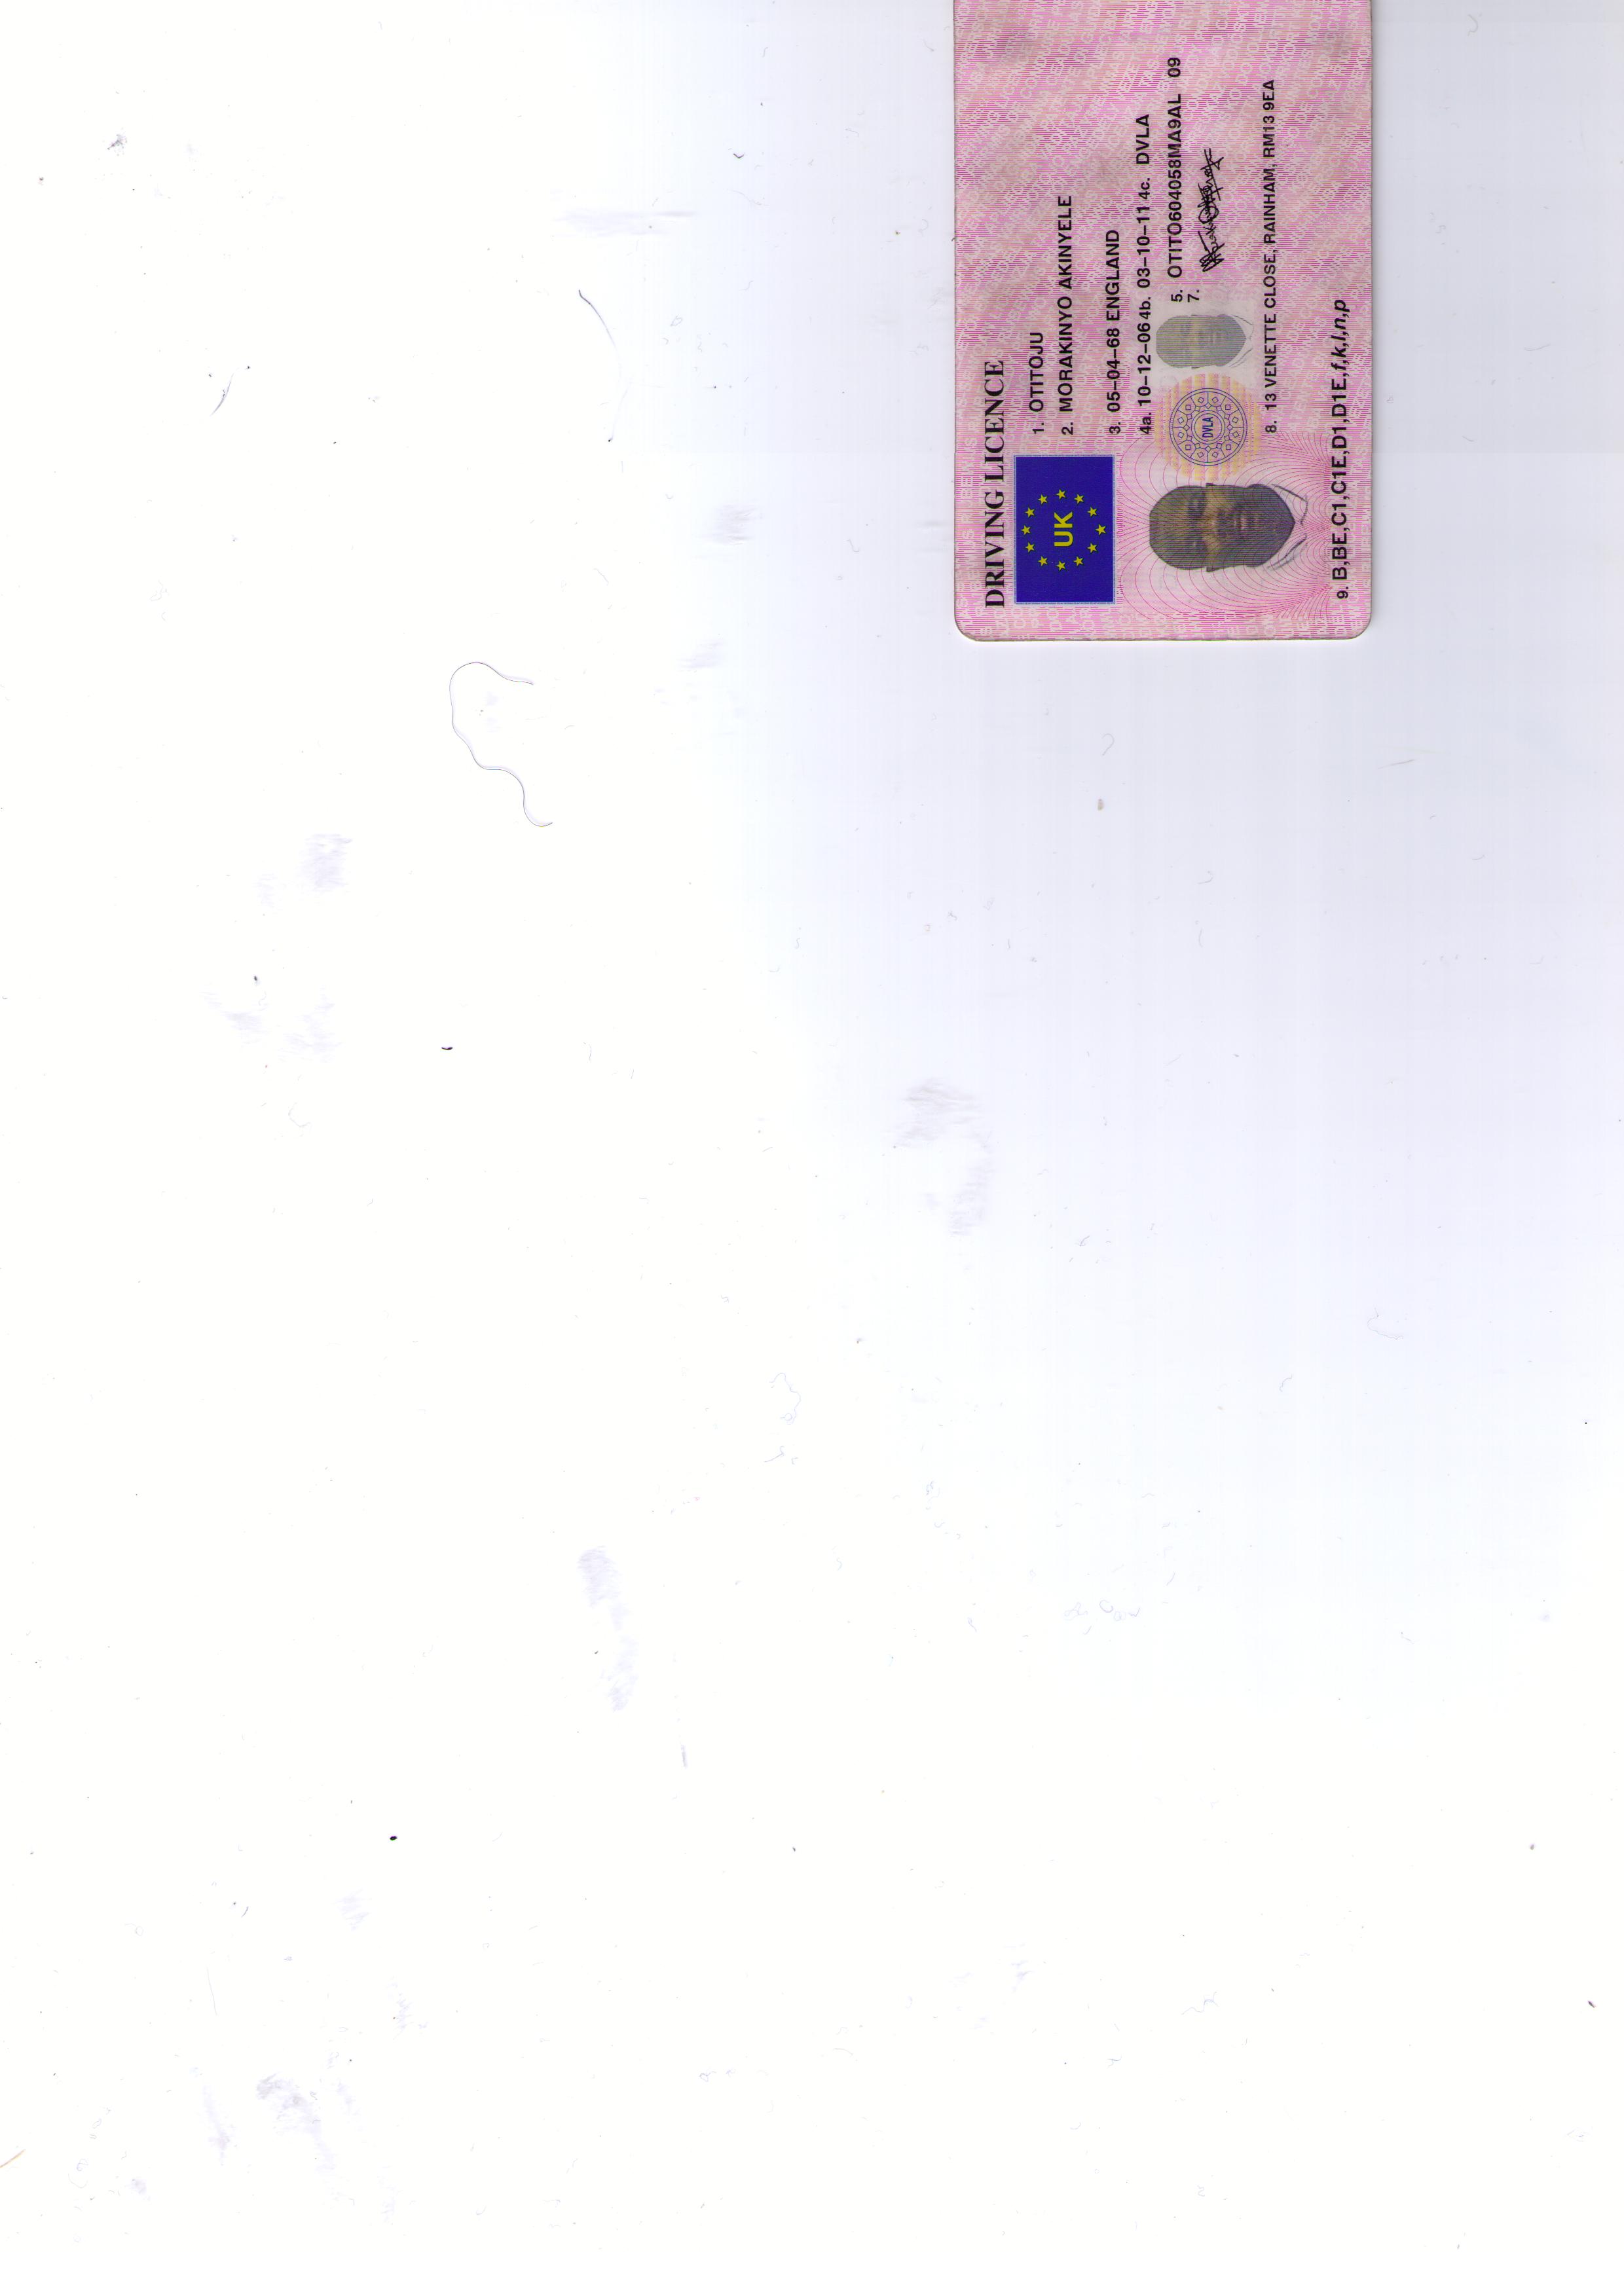 DRIVING LICENCE
UK
1. OTITOJU
2. MORAKINYO AKINYELE
3. 05-04-68 ENGLAND
4a. 10-12-06 4b. 03-10-11 4c. DVLA
5. OTITO604058MA9AL 09
7.
DVLA
8. 13 VENETTE CLOSE, RAINHAM, RM13 9EA
9. B,BE,C1,C1E,D1,D1E,f,k,l,n,p